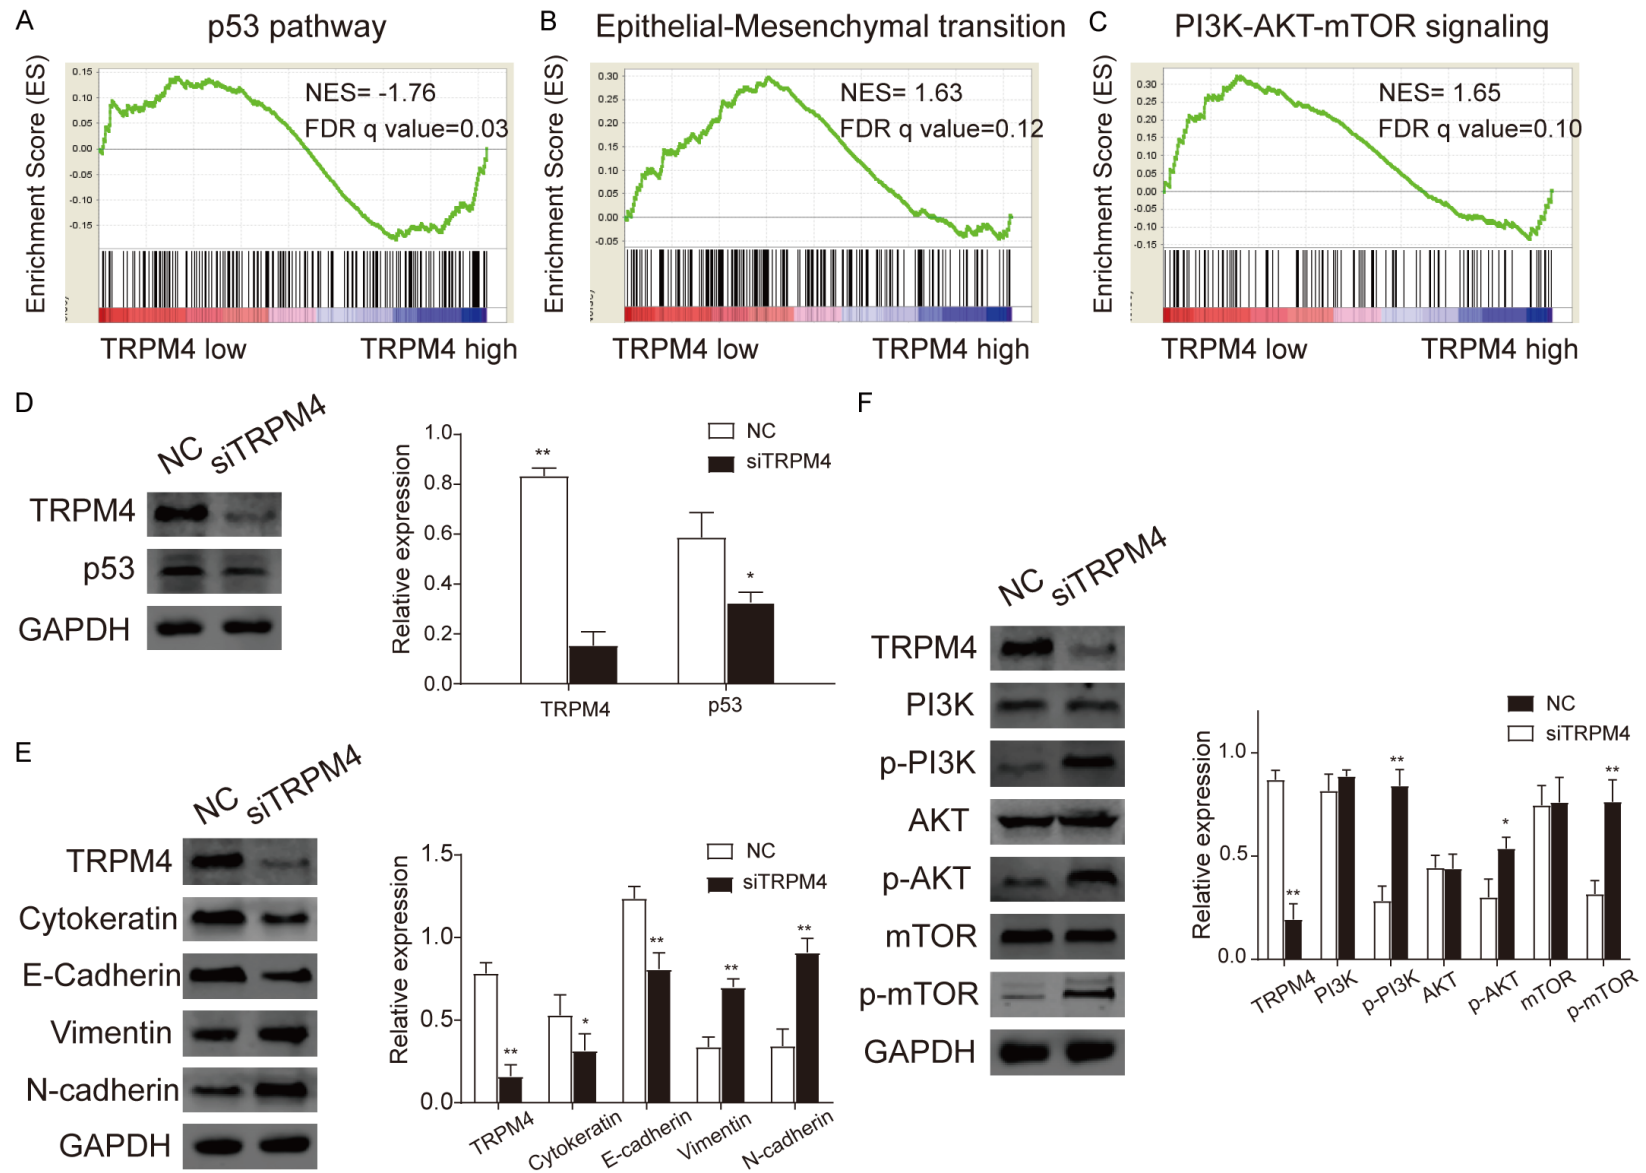 A
p53 pathway
Enrichment Score (ES)
0.15
0.10
0.05
0.00
-0.05
-0.10
-0.15
NES= -1.76
FDR q value=0.03
TRPM4 low
TRPM4 high
B
Epithelial-Mesenchymal transition
Enrichment Score (ES)
0.30
0.25
0.20
0.15
0.10
0.05
0.00
-0.05
NES= 1.63
FDR q value=0.12
TRPM4 low
TRPM4 high
C
PI3K-AKT-mTOR signaling
Enrichment Score (ES)
0.30
0.25
0.20
0.15
0.10
0.05
0.00
-0.05
-0.10
-0.15
NES= 1.65
FDR q value=0.10
TRPM4 low
TRPM4 high
D
NC
siTRPM4
TRPM4
p53
GAPDH
Relative expression
1.0
0.8
0.6
0.4
0.2
0.0
**
*
NC
siTRPM4
TRPM4
p53
E
NC
siTRPM4
TRPM4
Cytokeratin
E-Cadherin
Vimentin
N-cadherin
GAPDH
Relative expression
1.5
1.0
0.5
0.0
**
*
**
**
**
NC
siTRPM4
TRPM4
Cytokeratin
E-cadherin
Vimentin
N-cadherin
F
NC
siTRPM4
TRPM4
PI3K
p-PI3K
AKT
p-AKT
mTOR
p-mTOR
GAPDH
Relative expression
1.0
0.5
0.0
**
**
*
**
NC
siTRPM4
TRPM4
PI3K
p-PI3K
AKT
p-AKT
mTOR
p-mTOR